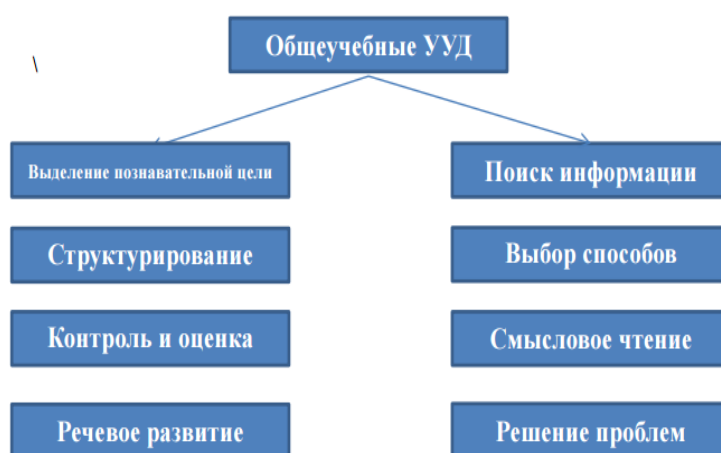 Общеучебные УУД
\
Выделение познавательной цели
Поиск информации
Структурирование
Выбор способов
Контроль и оценка
Смысловое чтение
Речевое развитие
Решение проблем